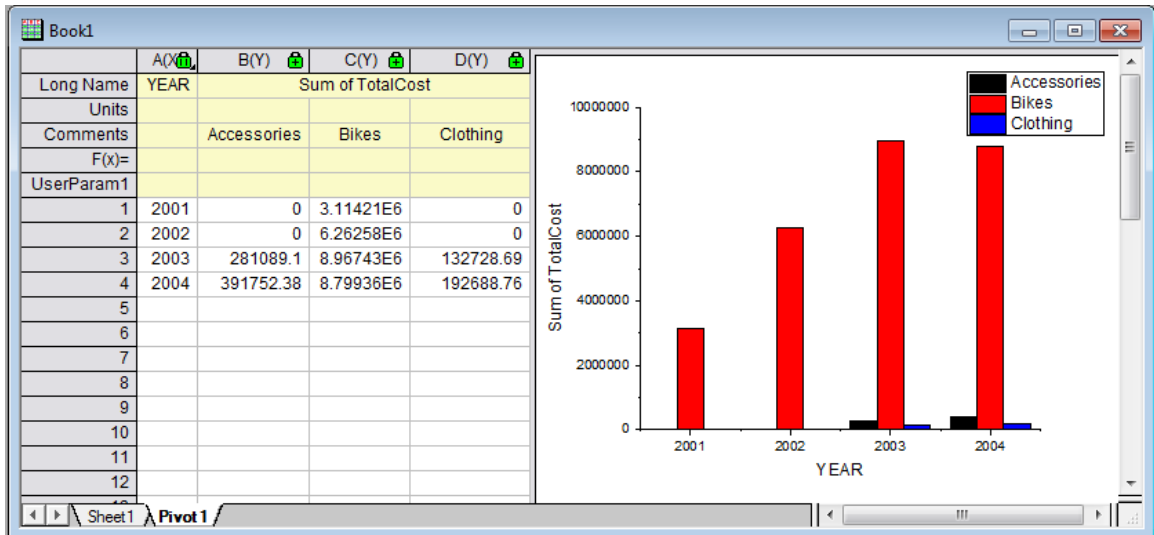 Book1
A(X) B(Y) C(Y) D(Y)
Long Name YEAR Sum of TotalCost
Units
Comments Accessories Bikes Clothing
F(x)=
UserParam1
1 2001 0 3.11421E6 0
2 2002 0 6.26258E6 0
3 2003 281089.1 8.96743E6 132728.69
4 2004 391752.38 8.79936E6 192688.76
5
6
7
8
9
10
11
12
Sheet1 Pivot1
Accessories
Bikes
Clothing
10000000
8000000
6000000
4000000
2000000
0
Sum of TotalCost
2001 2002 2003 2004
YEAR